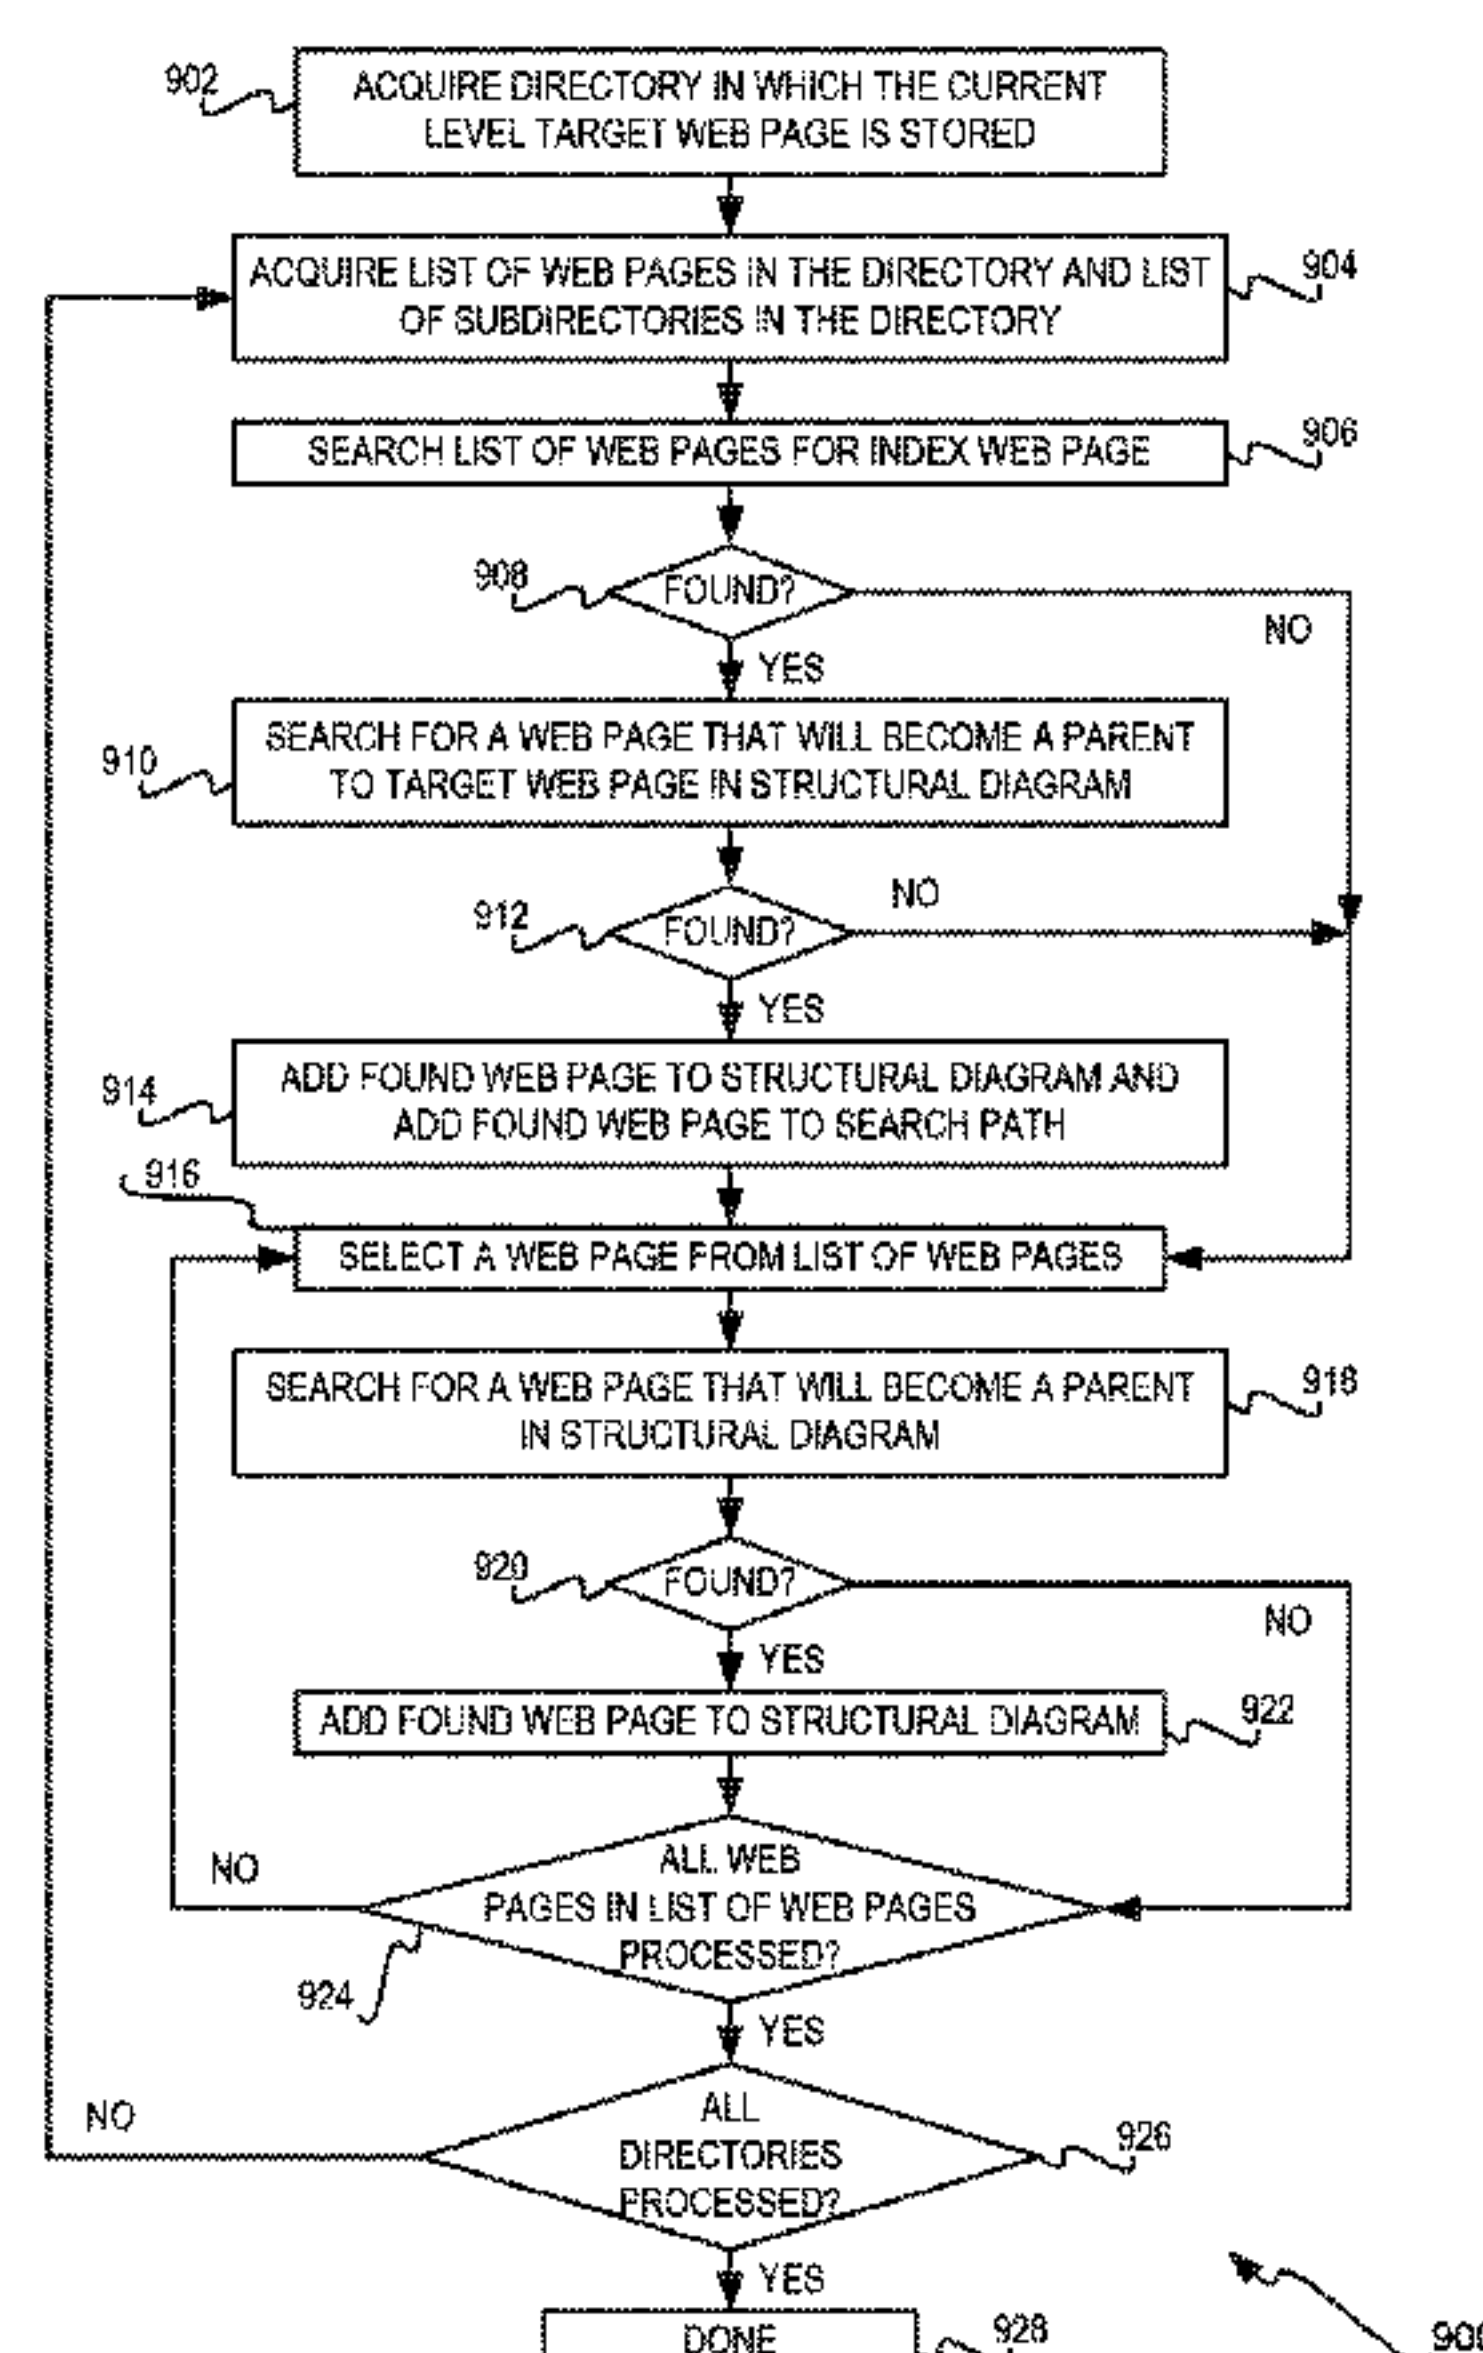 902
ACQUIRE DIRECTORY IN WHICH THE CURRENT
LEVEL TARGET WEB PAGE IS STORED
ACQUIRE LIST OF WEB PAGES IN THE DIRECTORY AND LIST
OF SUBDIRECTORIES IN THE DIRECTORY
904
SEARCH LIST OF WEB PAGES FOR INDEX WEB PAGE
906
908
FOUND?
NO
YES
910
SEARCH FOR A WEB PAGE THAT WILL BECOME A PARENT
TO TARGET WEB PAGE IN STRUCTURAL DIAGRAM
912
FOUND?
NO
YES
914
ADD FOUND WEB PAGE TO STRUCTURAL DIAGRAM AND
ADD FOUND WEB PAGE TO SEARCH PATH
916
SELECT A WEB PAGE FROM LIST OF WEB PAGES
SEARCH FOR A WEB PAGE THAT WILL BECOME A PARENT
IN STRUCTURAL DIAGRAM
918
920
FOUND?
NO
YES
ADD FOUND WEB PAGE TO STRUCTURAL DIAGRAM
922
ALL WEB
PAGES IN LIST OF WEB PAGES
PROCESSED?
NO
924
YES
ALL
DIRECTORIES
PROCESSED?
NO
926
YES
DONE
928
900